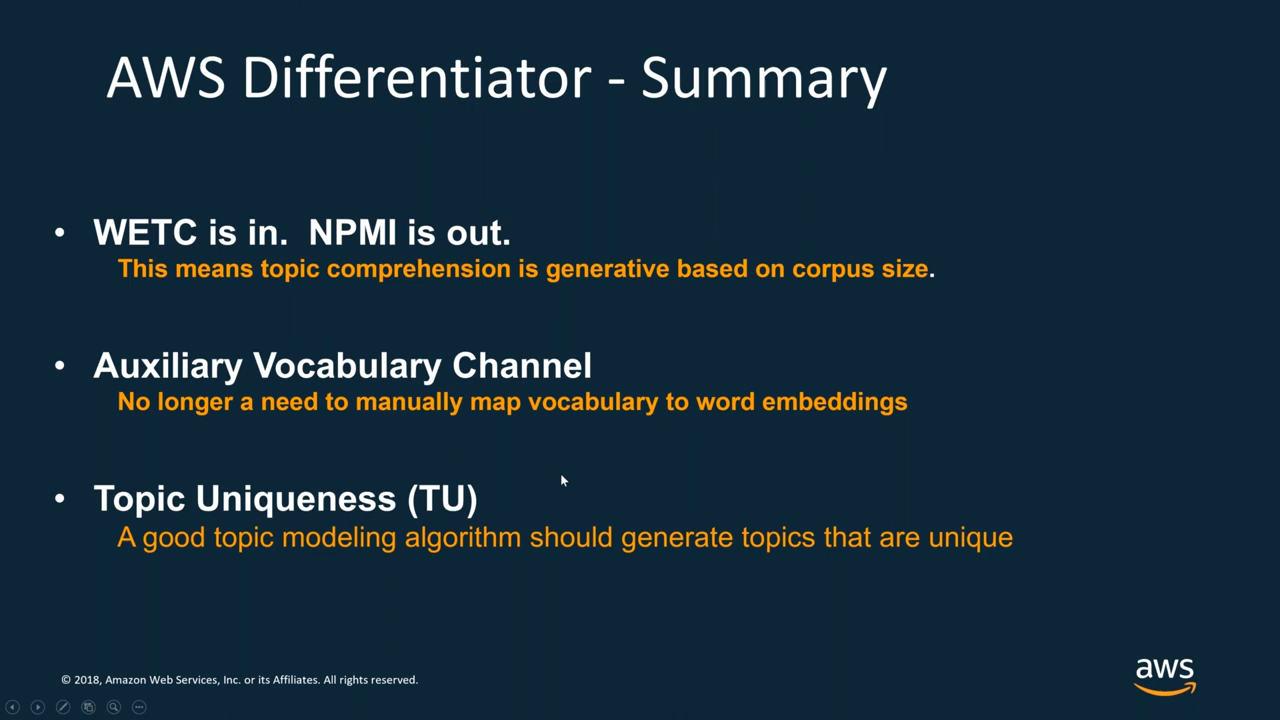 AWS Differentiator - Summary
• WETC is in.  NPMI is out.
This means topic comprehension is generative based on corpus size.
• Auxiliary Vocabulary Channel
No longer a need to manually map vocabulary to word embeddings
• Topic Uniqueness (TU)
A good topic modeling algorithm should generate topics that are unique
© 2018, Amazon Web Services, Inc. or its Affiliates. All rights reserved.
aws